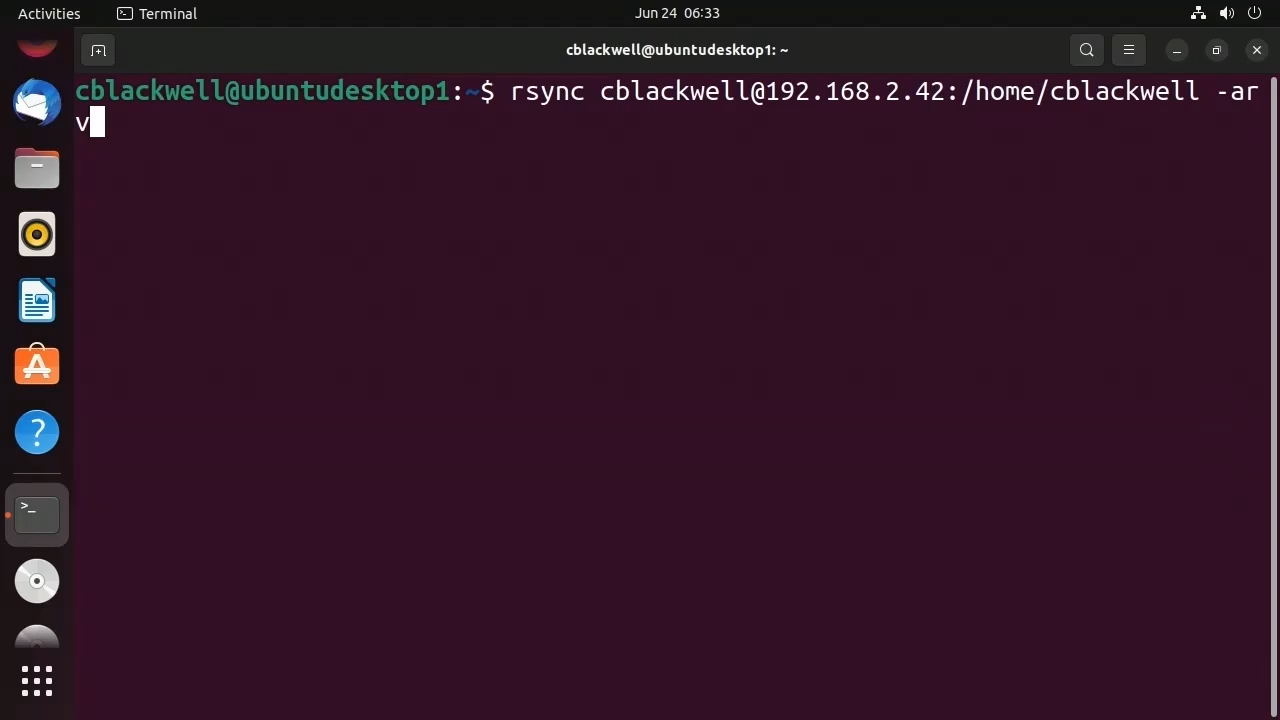 Activities Terminal Jun 24 06:33
cblackwell@ubuntudesktop1: ~
cblackwell@ubuntudesktop1:~$ rsync cblackwell@192.168.2.42:/home/cblackwell -ar
v